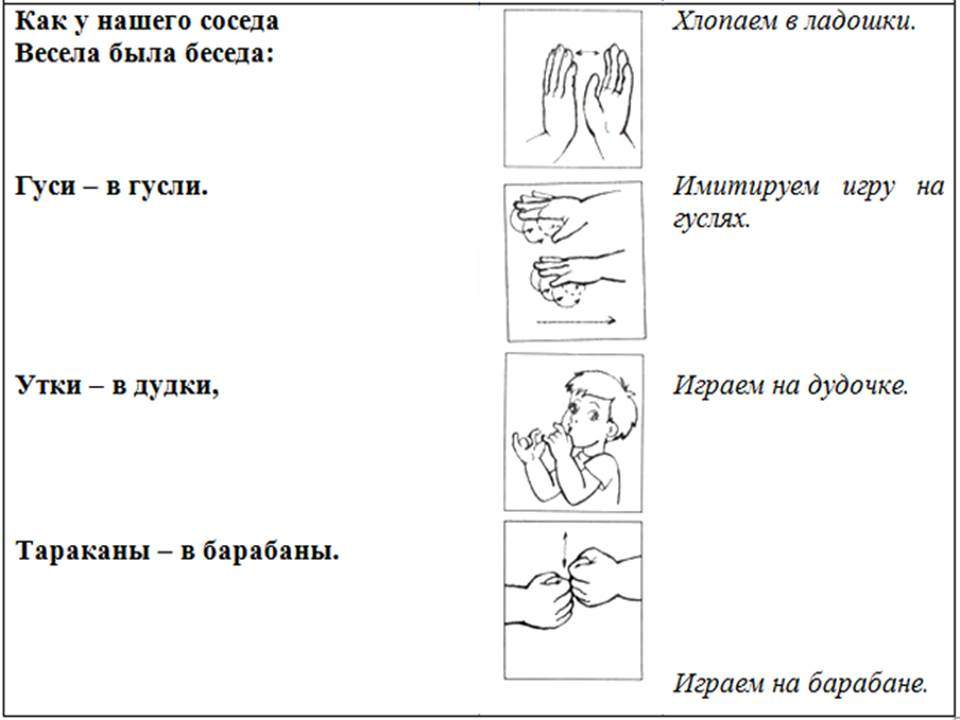 Как у нашего соседа
Весела была беседа:
Хлопаем в ладошки.
Гуси – в гусли.
Имитируем игру на
гуслях.
Утки – в дудки,
Играем на дудочке.
Тараканы – в барабаны.
Играем на барабане.